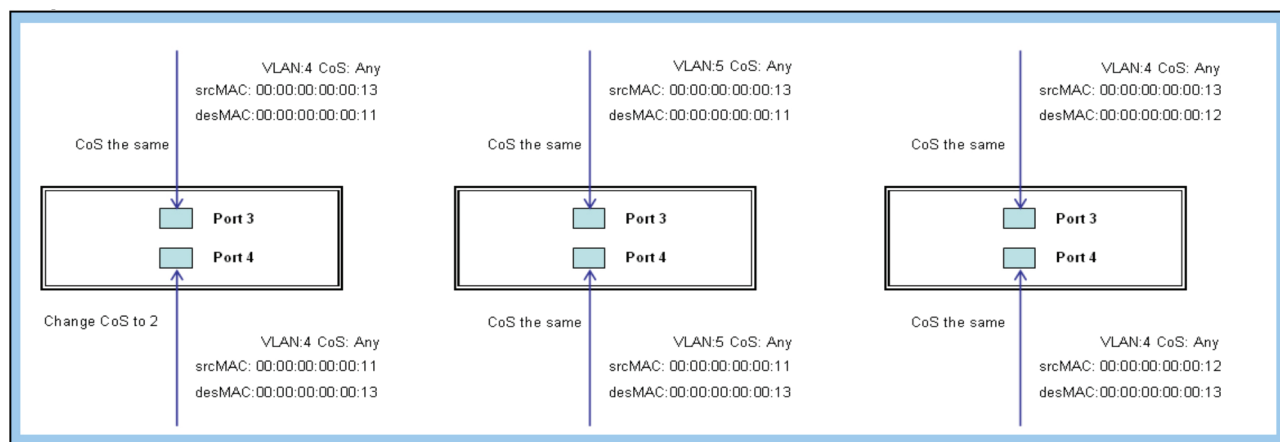 VLAN:4 CoS: Any
srcMAC: 00:00:00:00:00:13
desMAC:00:00:00:00:00:11
CoS the same
Port 3
Port 4
Change CoS to 2
VLAN:4 CoS: Any
srcMAC: 00:00:00:00:00:11
desMAC:00:00:00:00:00:13
VLAN:5 CoS: Any
srcMAC: 00:00:00:00:00:13
desMAC:00:00:00:00:00:11
CoS the same
Port 3
Port 4
CoS the same
VLAN:5 CoS: Any
srcMAC: 00:00:00:00:00:11
desMAC:00:00:00:00:00:13
VLAN:4 CoS: Any
srcMAC: 00:00:00:00:00:13
desMAC:00:00:00:00:00:12
CoS the same
Port 3
Port 4
CoS the same
VLAN:4 CoS: Any
srcMAC: 00:00:00:00:00:12
desMAC:00:00:00:00:00:13